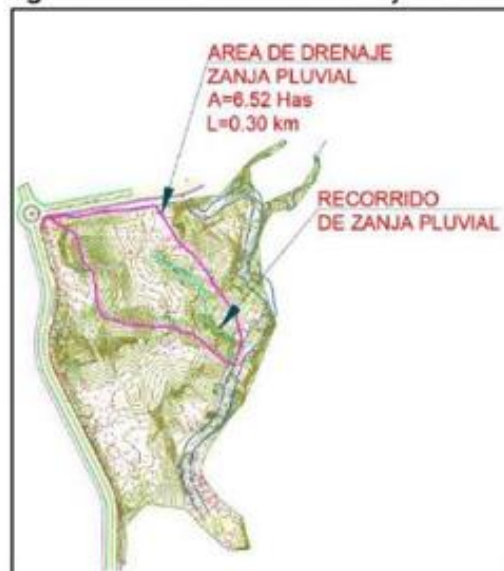 AREA DE DRENAJE
ZANJA PLUVIAL
A=6.52 Has
L=0.30 km
RECORRIDO
DE ZANJA PLUVIAL